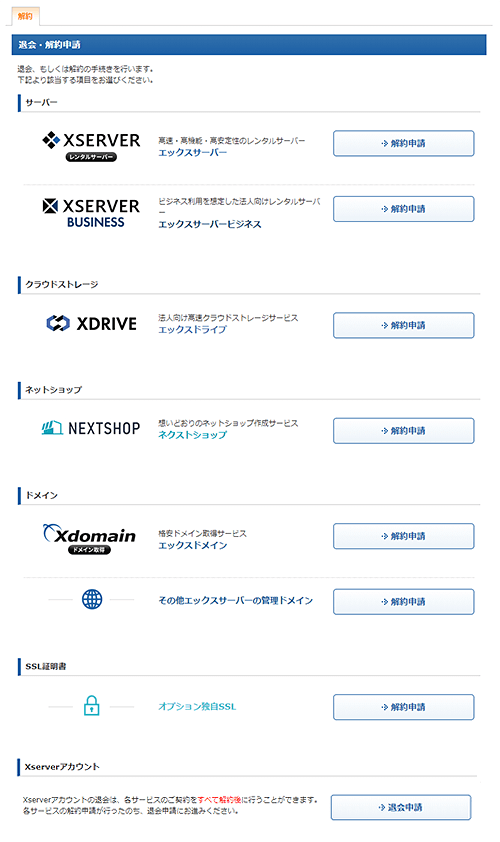 解約
退会・解約申請
退会、もしくは解約の手続きを行います。
下記より該当する項目をお選びください。
サーバー
XSERVER
レンタルサーバー
高速・高機能・高安定性のレンタルサーバー
エックスサーバー
解約申請
XSERVER
BUSINESS
ビジネス利用を想定した法人向けレンタルサーバ
ー
エックスサーバービジネス
解約申請
クラウドストレージ
XDRIVE
法人向け高速クラウドストレージサービス
エックスドライブ
解約申請
ネットショップ
NEXTSHOP
想いどおりのネットショップ作成サービス
ネクストショップ
解約申請
ドメイン
Xdomain
ドメイン取得
格安ドメイン取得サービス
エックスドメイン
解約申請
その他エックスサーバーの管理ドメイン
解約申請
SSL証明書
オプション独自SSL
解約申請
Xserverアカウント
Xserverアカウントの退会は、各サービスのご契約をすべて解約後に行うことができます。
各サービスの解約申請が行ったのち、退会申請にお進みください。
退会申請